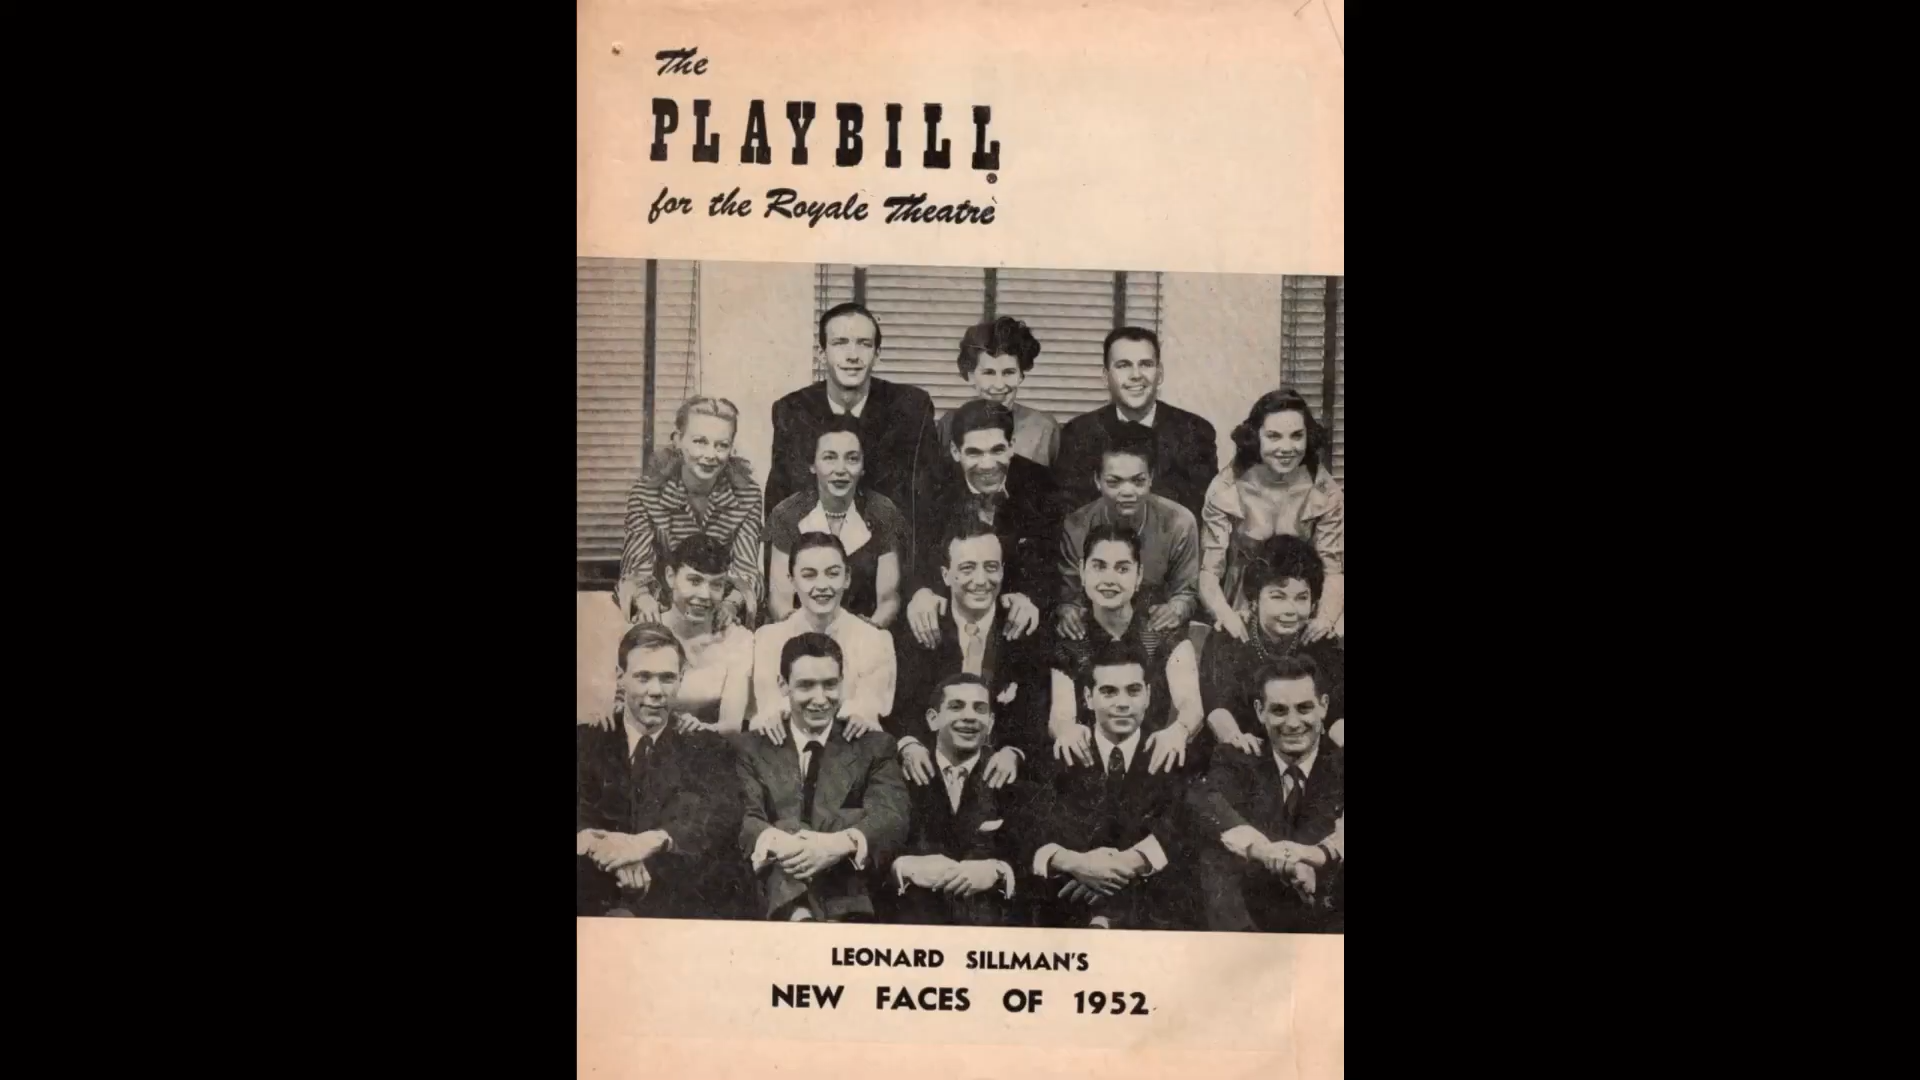 The
PLAYBILL
for the Royale Theatre
LEONARD SILLMAN'S
NEW FACES OF 1952